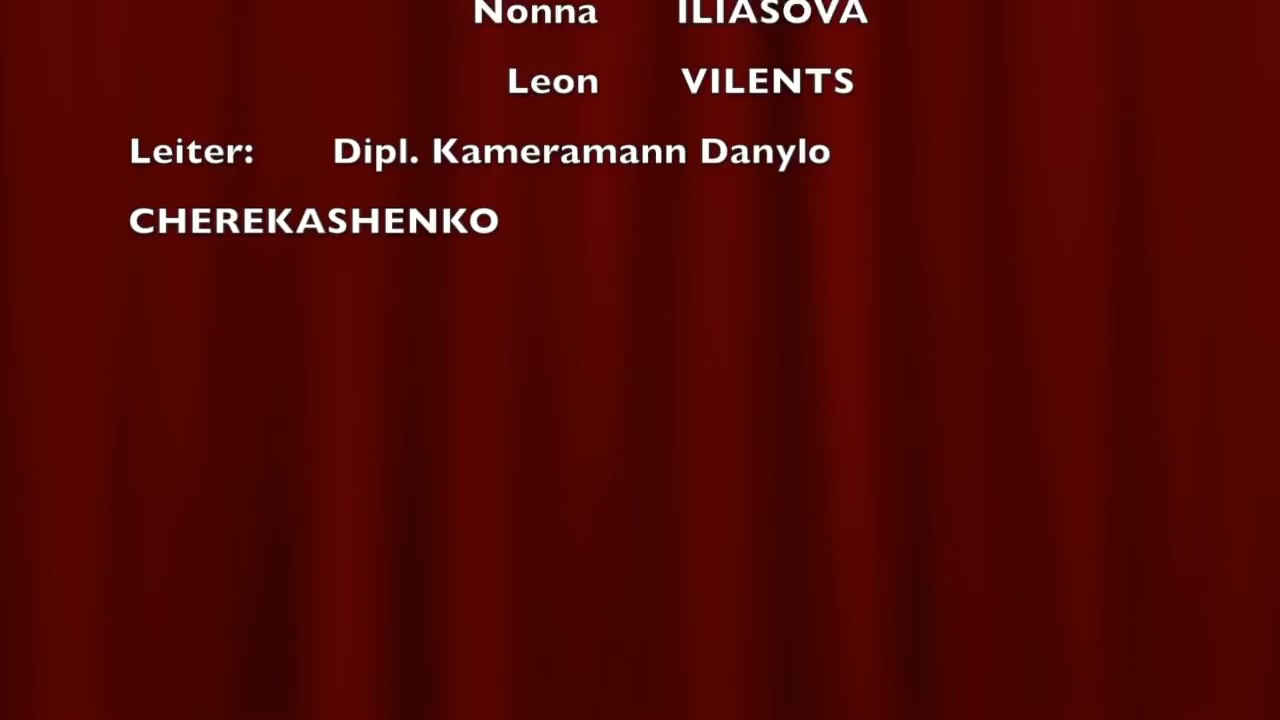 Nonna ILIASOVA
Leon VILENTS
Leiter: Dipl. Kameramann Danylo
CHEREKASHENKO